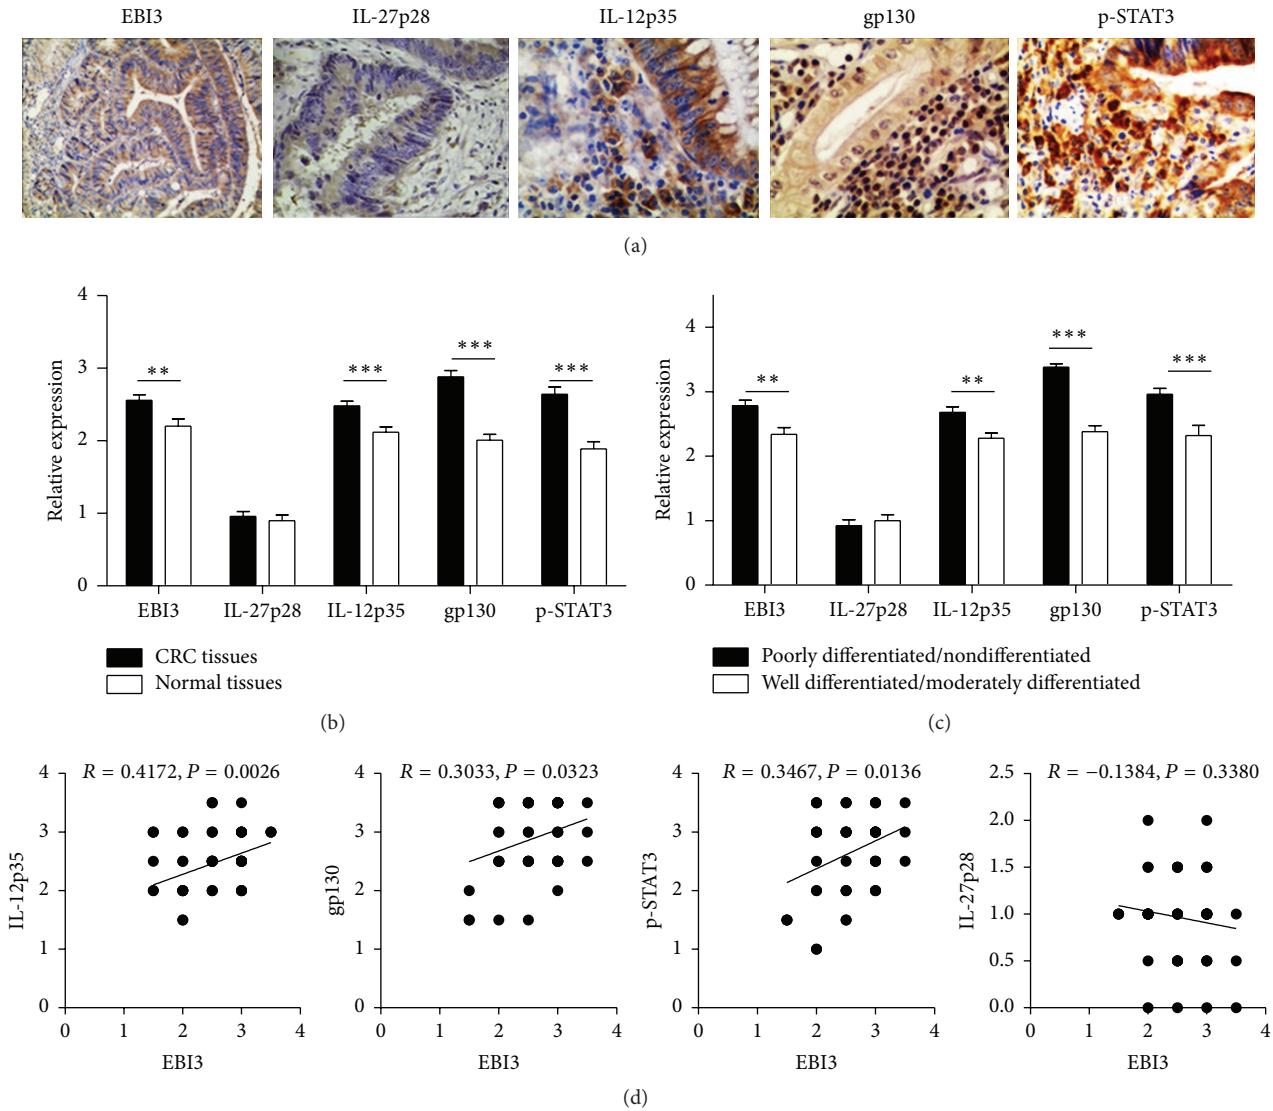 EBI3 IL-27p28 IL-12p35 gp130 p-STAT3
(a)
4
3
2
1
0
Relative expression
** *** *** ***
EBI3 IL-27p28 IL-12p35 gp130 p-STAT3
CRC tissues
Normal tissues
(b)
4
3
2
1
0
Relative expression
** ** *** ***
EBI3 IL-27p28 IL-12p35 gp130 p-STAT3
Poorly differentiated/nondifferentiated
Well differentiated/moderately differentiated
(c)
R = 0.4172, P = 0.0026
4
3
2
1
0
IL-12p35
0 1 2 3 4
EBI3
R = 0.3033, P = 0.0323
4
3
2
1
0
gp130
0 1 2 3 4
EBI3
R = 0.3467, P = 0.0136
4
3
2
1
0
p-STAT3
0 1 2 3 4
EBI3
R = −0.1384, P = 0.3380
2.5
2.0
1.5
1.0
0.5
0.0
IL-27p28
0 1 2 3 4
EBI3
(d)